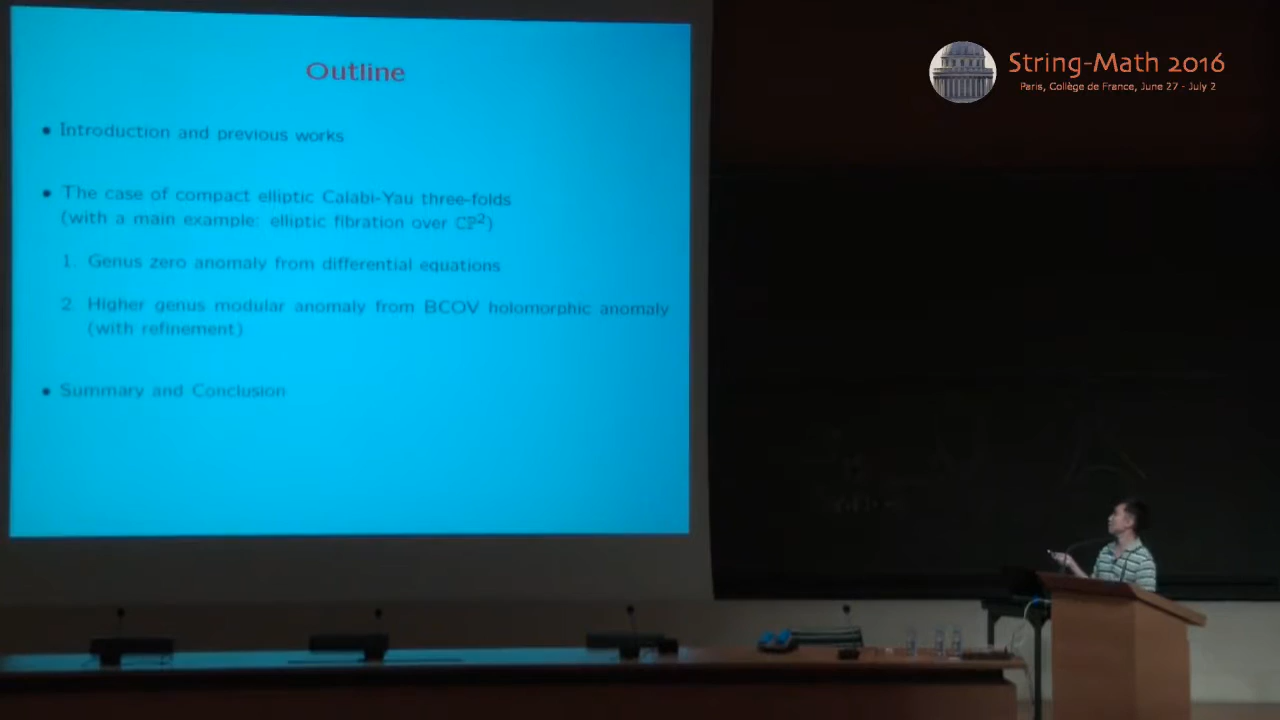 Outline
• Introduction and previous works
• The case of compact elliptic Calabi-Yau three-folds
(with a main example: elliptic fibration over ℂℙ²)
1. Genus zero anomaly from differential equations
2. Higher genus modular anomaly from BCOV holomorphic anomaly
(with refinement)
• Summary and Conclusion
String-Math 2016
Paris, Collège de France, June 27 - July 2